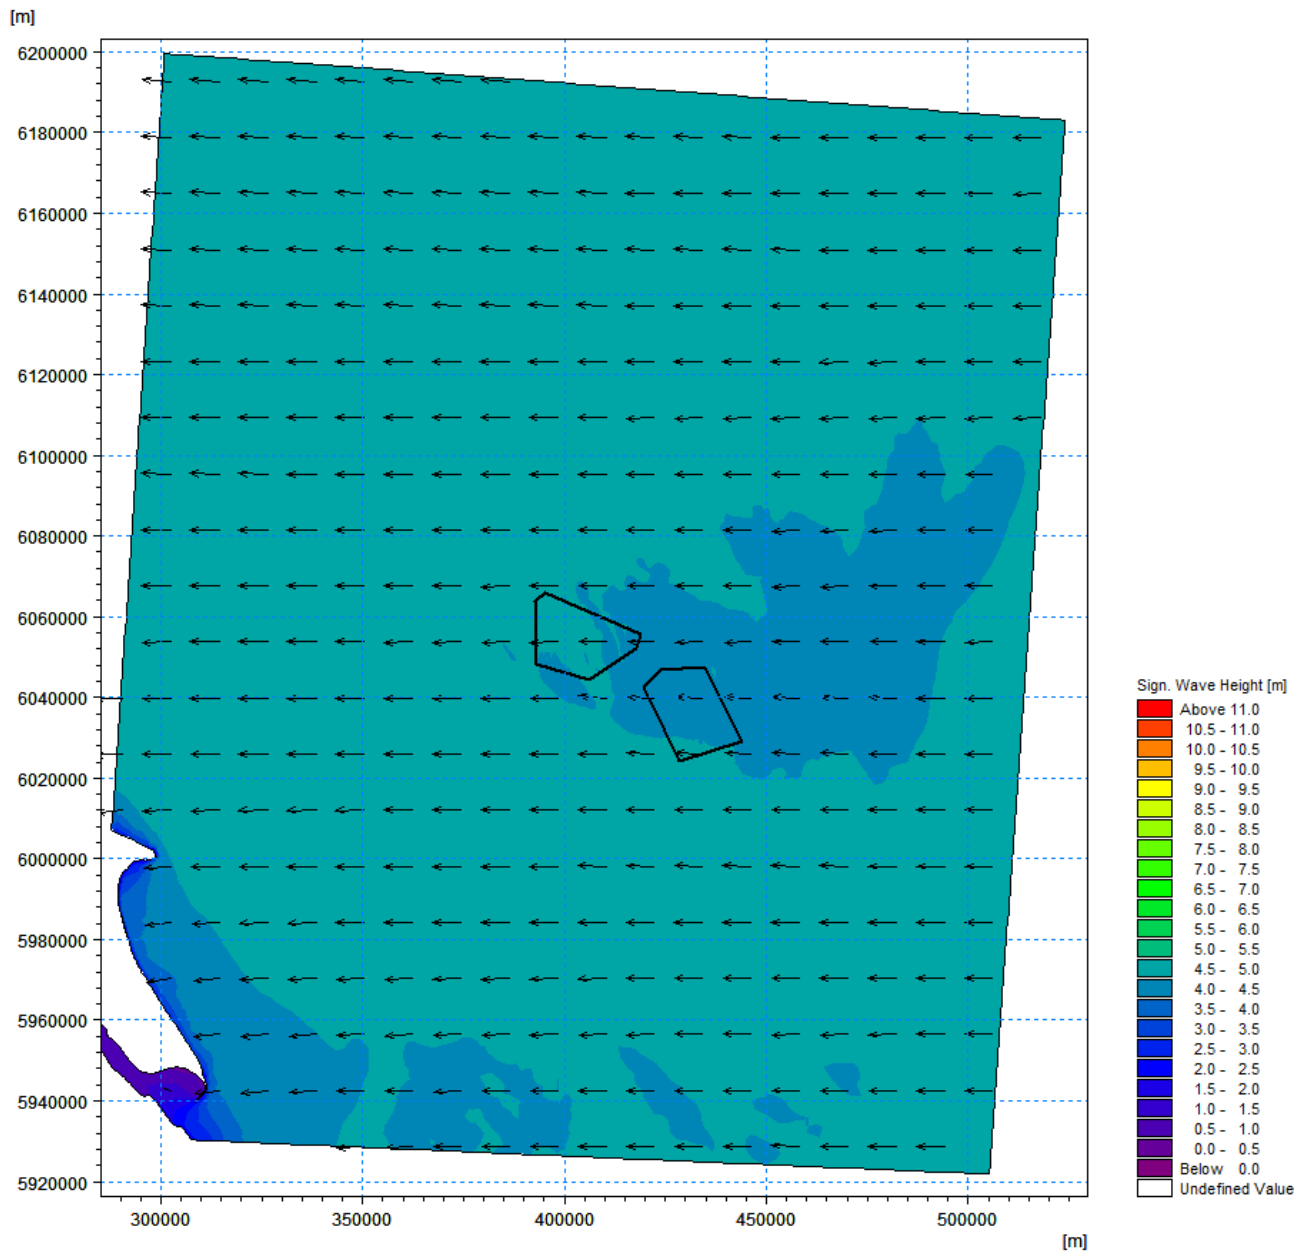 [m]
6200000
6180000
6160000
6140000
6120000
6100000
6080000
6060000
6040000
6020000
6000000
5980000
5960000
5940000
5920000
300000 350000 400000 450000 500000
[m]
Sign. Wave Height [m]
Above 11.0
10.5 - 11.0
10.0 - 10.5
9.5 - 10.0
9.0 - 9.5
8.5 - 9.0
8.0 - 8.5
7.5 - 8.0
7.0 - 7.5
6.5 - 7.0
6.0 - 6.5
5.5 - 6.0
5.0 - 5.5
4.5 - 5.0
4.0 - 4.5
3.5 - 4.0
3.0 - 3.5
2.5 - 3.0
2.0 - 2.5
1.5 - 2.0
1.0 - 1.5
0.5 - 1.0
0.0 - 0.5
Below 0.0
Undefined Value